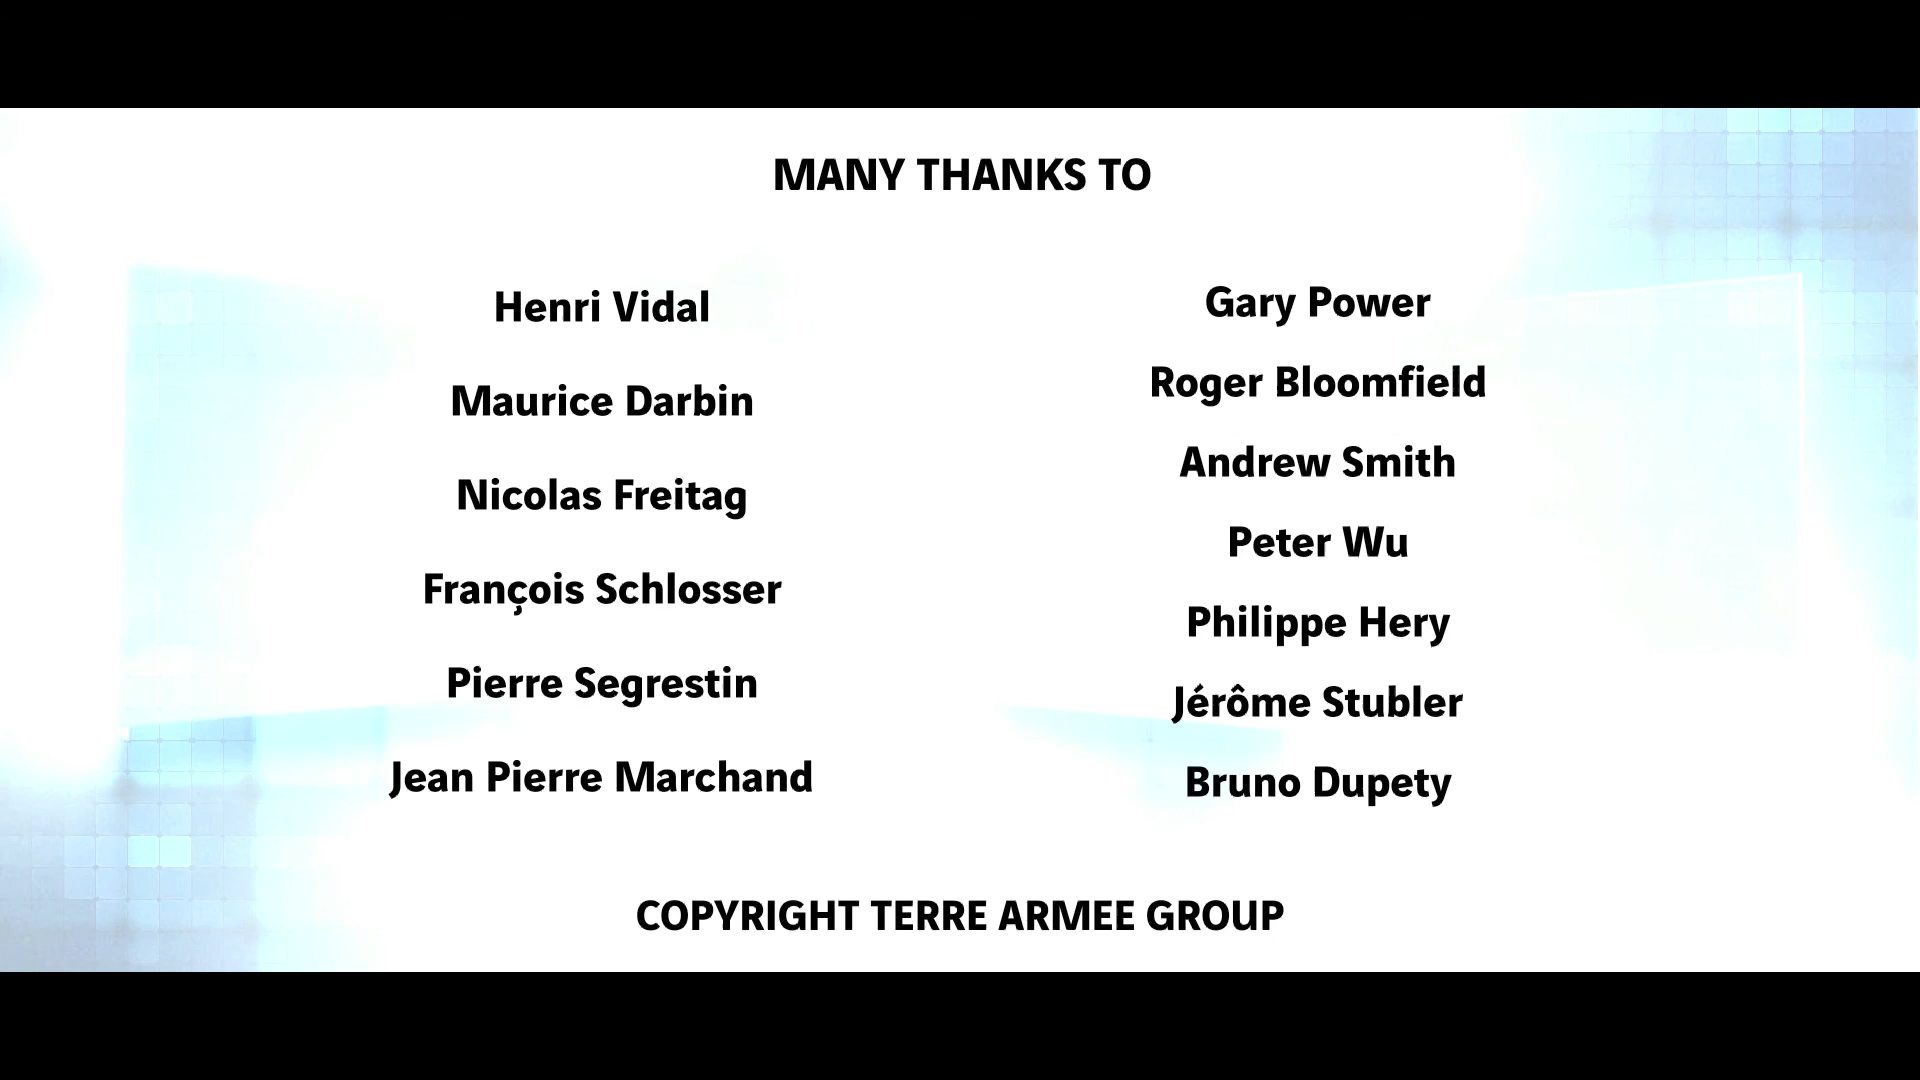 MANY THANKS TO
Henri Vidal
Maurice Darbin
Nicolas Freitag
François Schlosser
Pierre Segrestin
Jean Pierre Marchand
Gary Power
Roger Bloomfield
Andrew Smith
Peter Wu
Philippe Hery
Jérôme Stubler
Bruno Dupety
COPYRIGHT TERRE ARMEE GROUP